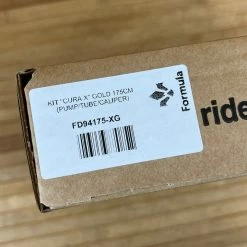 KIT "CURA X" GOLD 175CM
(PUMP/TUBE/CALIPER)
FD94175-XG
Formula
ride